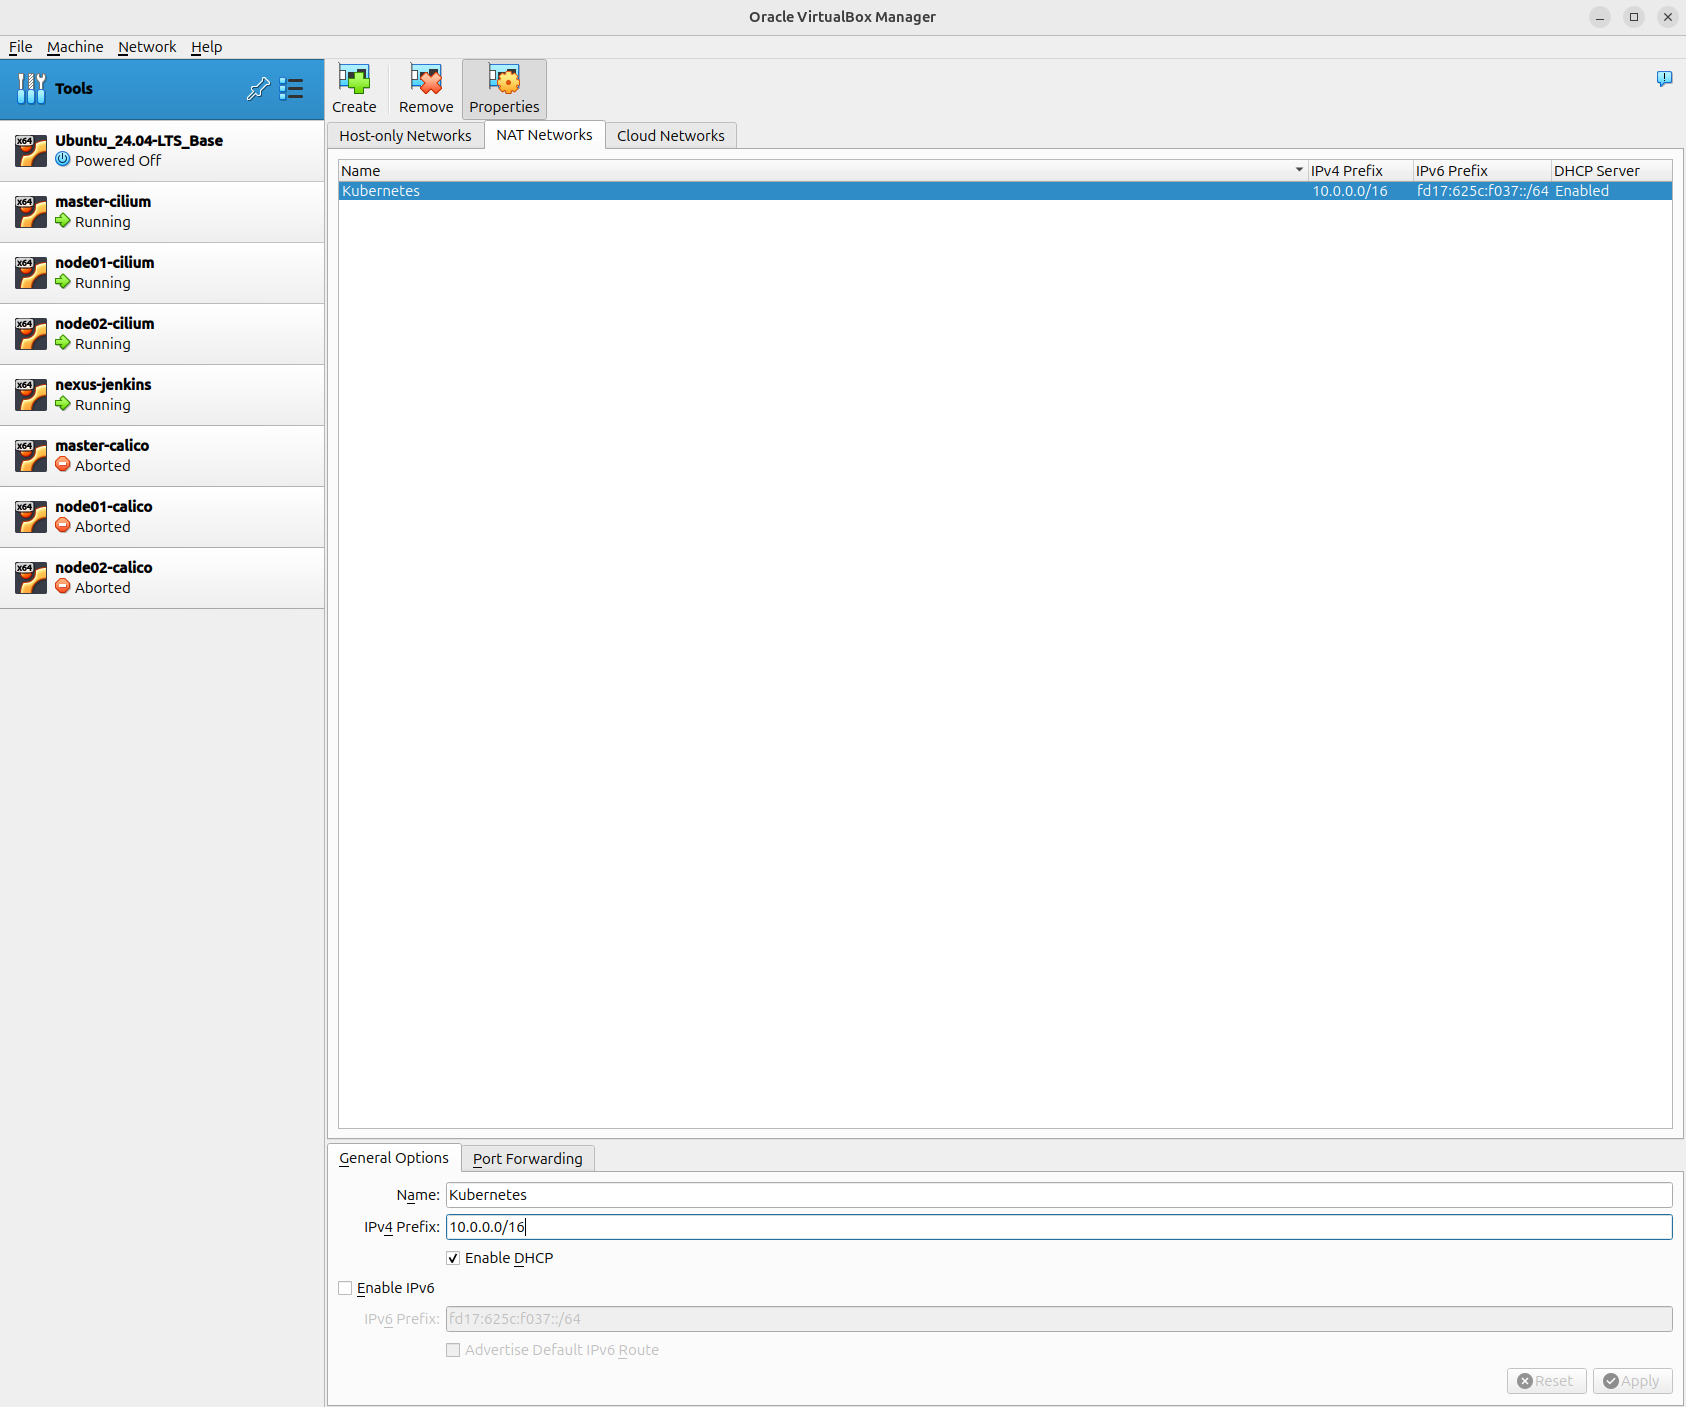 Oracle VirtualBox Manager
File Machine Network Help
Tools
Create Remove Properties
Ubuntu_24.04-LTS_Base
Powered Off
master-cilium
Running
node01-cilium
Running
node02-cilium
Running
nexus-jenkins
Running
master-calico
Aborted
node01-calico
Aborted
node02-calico
Aborted
Host-only Networks NAT Networks Cloud Networks
Name IPv4 Prefix IPv6 Prefix DHCP Server
Kubernetes 10.0.0.0/16 fd17:625c:f037::/64 Enabled
General Options Port Forwarding
Name: Kubernetes
IPv4 Prefix: 10.0.0.0/16
Enable DHCP
Enable IPv6
IPv6 Prefix: fd17:625c:f037::/64
Advertise Default IPv6 Route
Reset Apply